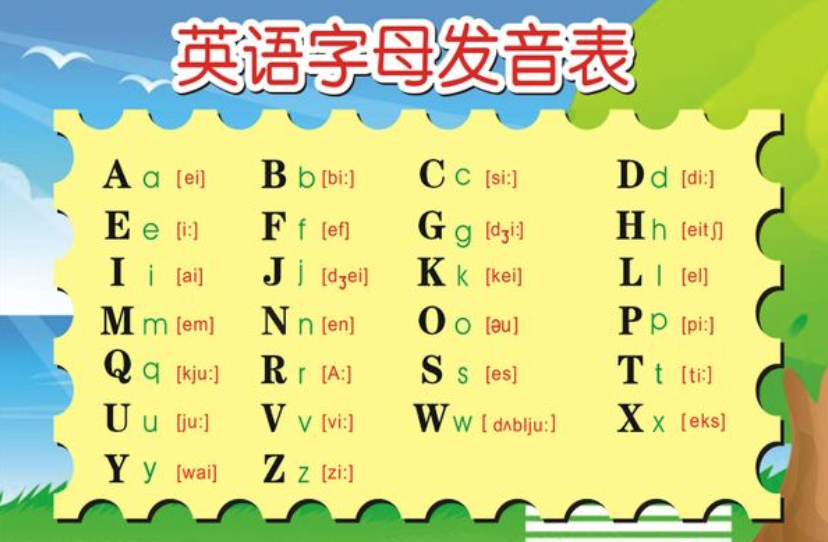 英语字母发音表
A a [ei] B b [bi:] C c [si:] D d [di:]
E e [i:] F f [ef] G g [dʒi:] H h [eitʃ]
I i [ai] J j [dʒei] K k [kei] L l [el]
M m [em] N n [en] O o [əu] P p [pi:]
Q q [kju:] R r [A:] S s [es] T t [ti:]
U u [ju:] V v [vi:] W w [ dʌblju:] X x [eks]
Y y [wai] Z z [zi:]